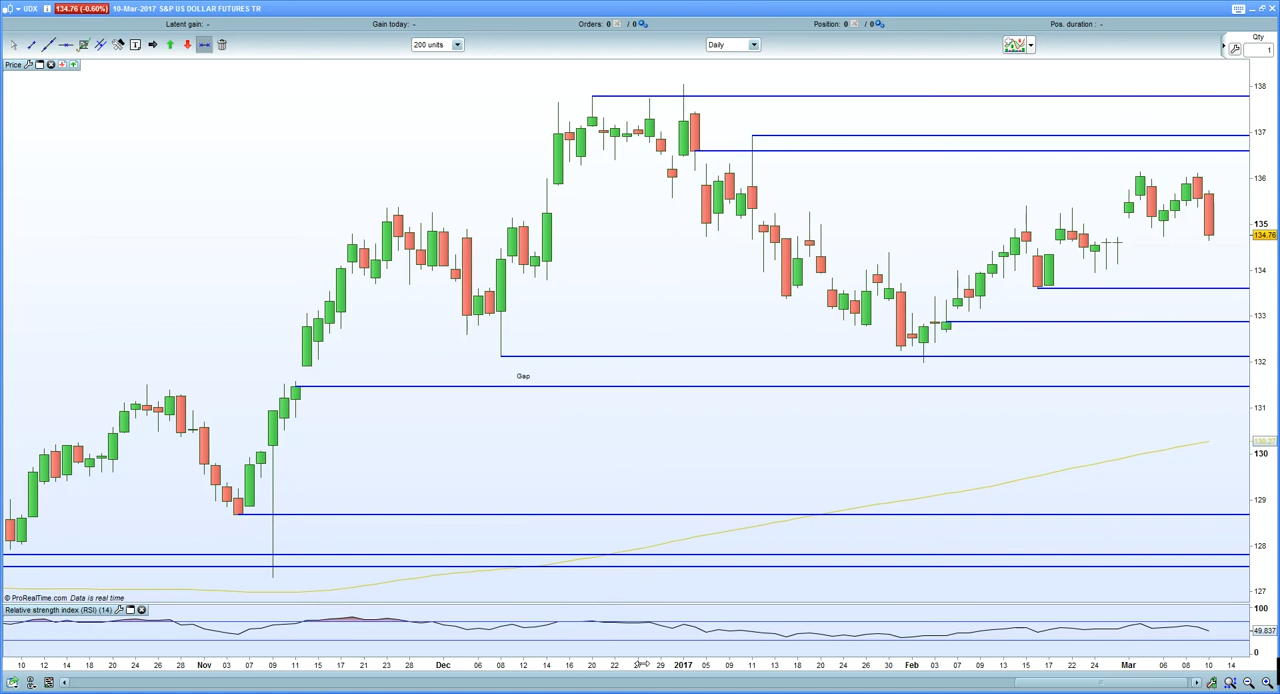 UDX 134.76 (-0.60%) 10-Mar-2017 S&P US DOLLAR FUTURES TR
Latent gain: - Gain today: - Orders: 0 / 0 Position: 0 / 0 Pos. duration : -
200 units Daily Qty
1
Price
138
137
136
135
134.76
134
133
132
Gap
131
130.27
130
129
128
127
© ProRealTime.com Data is real time
Relative strength index (RSI) (14)
100
49.837
0
10 12 14 18 20 24 26 28 Nov 03 07 09 11 15 17 21 23 28 Dec 06 08 12 14 16 20 22 29 2017 05 09 11 13 18 20 24 26 30 Feb 03 07 09 13 15 17 22 24 Mar 06 08 10 14